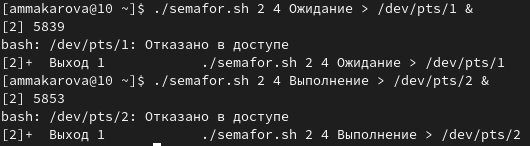 [ammakarova@10 ~]$ ./semafor.sh 2 4 Ожидание > /dev/pts/1 &
[2] 5839
bash: /dev/pts/1: Отказано в доступе
[2]+  Выход 1            ./semafor.sh 2 4 Ожидание > /dev/pts/1
[ammakarova@10 ~]$ ./semafor.sh 2 4 Выполнение > /dev/pts/2 &
[2] 5853
bash: /dev/pts/2: Отказано в доступе
[2]+  Выход 1            ./semafor.sh 2 4 Выполнение > /dev/pts/2